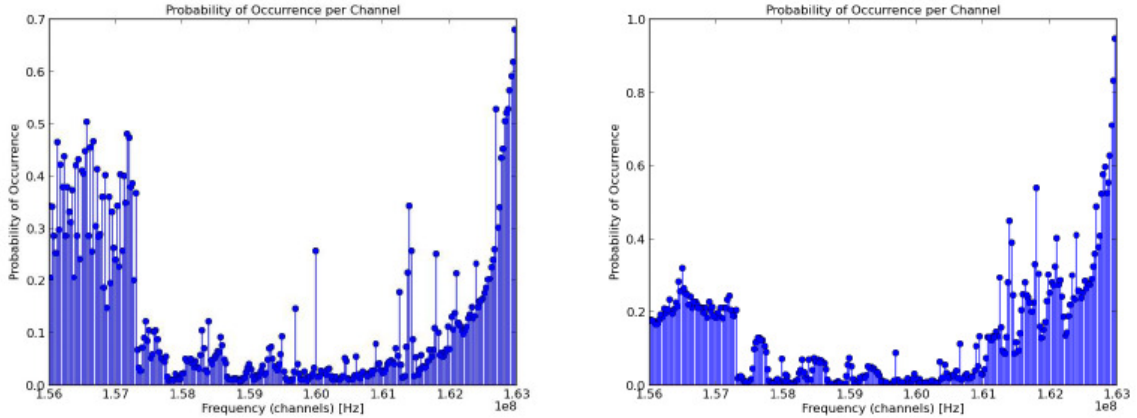 Probability of Occurrence per Channel
0.7
0.6
0.5
0.4
0.3
0.2
0.1
0.0
Probability of Occurrence
1.56 1.57 1.58 1.59 1.60 1.61 1.62 1.63
Frequency (channels) [Hz] 1e8
Probability of Occurrence per Channel
1.0
0.8
0.6
0.4
0.2
0.0
Probability of Occurrence
1.56 1.57 1.58 1.59 1.60 1.61 1.62 1.63
Frequency (channels) [Hz] 1e8